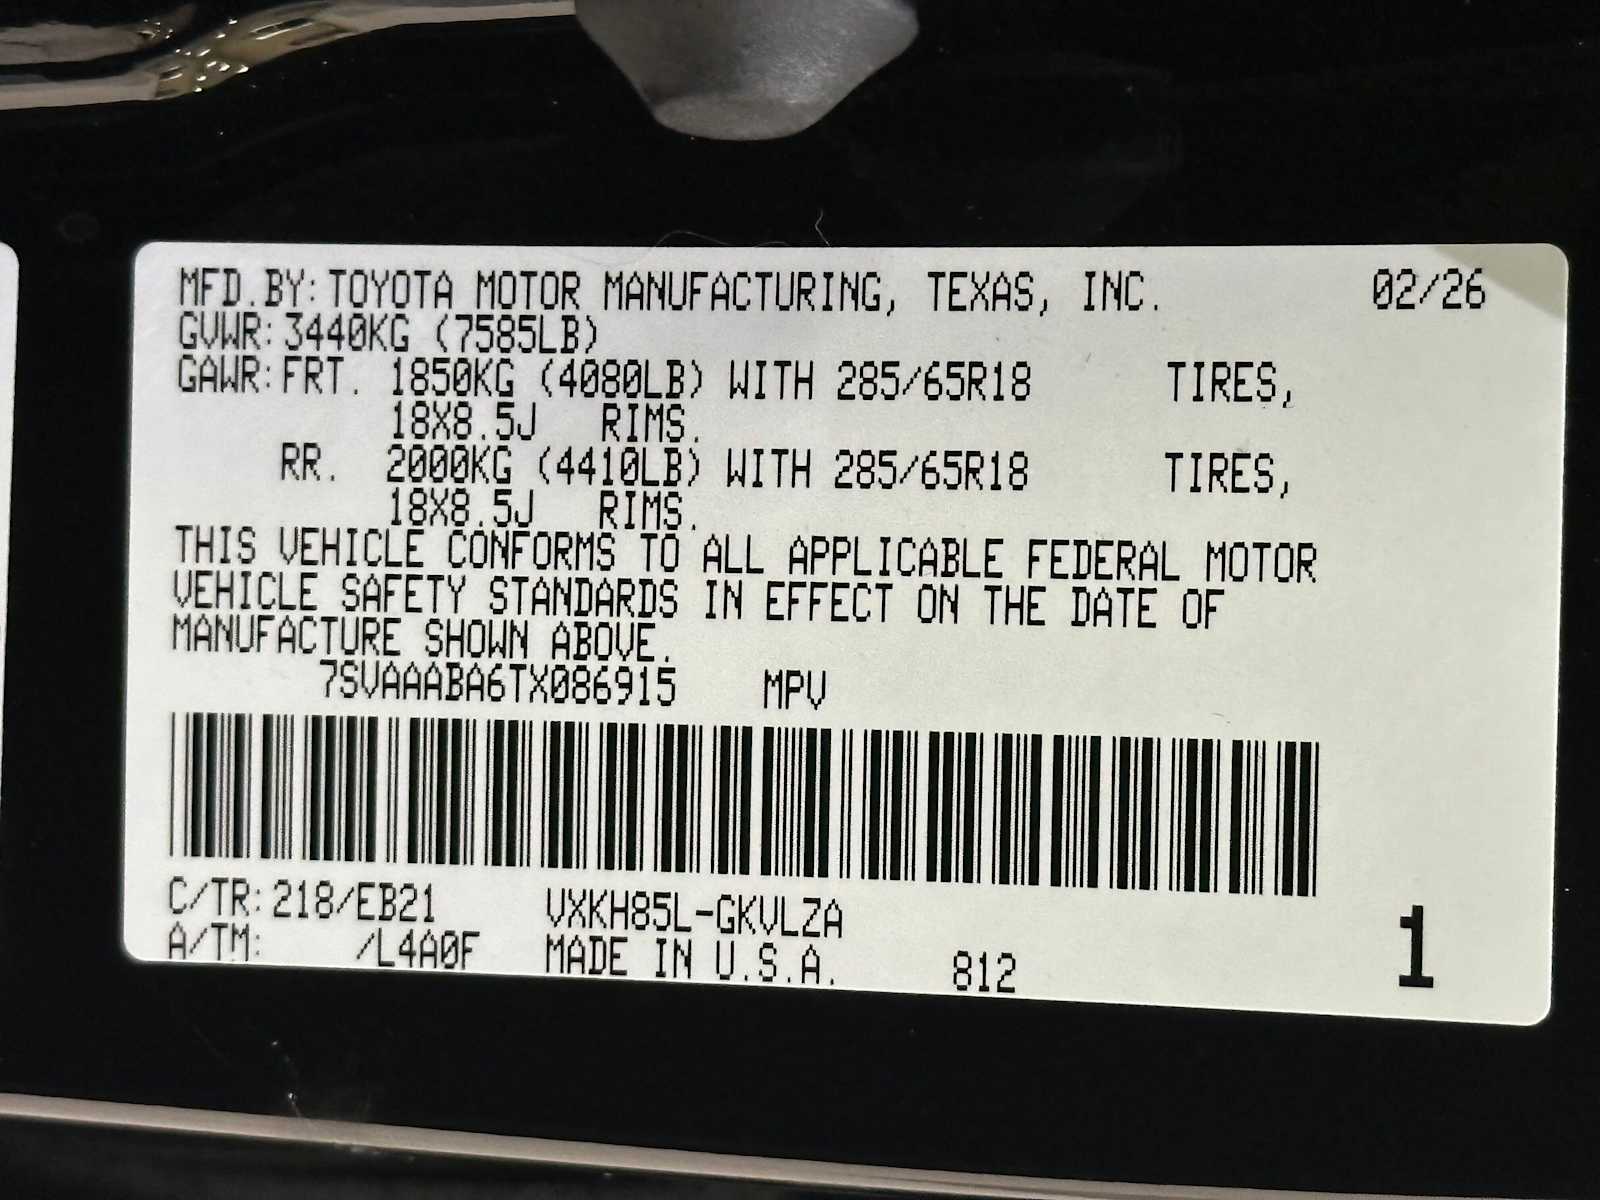 MFD.BY:TOYOTA MOTOR MANUFACTURING, TEXAS, INC. 02/26
GVWR:3440KG (7585LB)
GAWR:FRT. 1850KG (4080LB) WITH 285/65R18 TIRES,
18X8.5J RIMS.
RR. 2000KG (4410LB) WITH 285/65R18 TIRES,
18X8.5J RIMS.
THIS VEHICLE CONFORMS TO ALL APPLICABLE FEDERAL MOTOR
VEHICLE SAFETY STANDARDS IN EFFECT ON THE DATE OF
MANUFACTURE SHOWN ABOVE.
7SVAAABA6TX086915 MPV
C/TR:218/EB21 VXKH85L-GKVLZA
A/TM: /L4A0F MADE IN U.S.A. 812 1